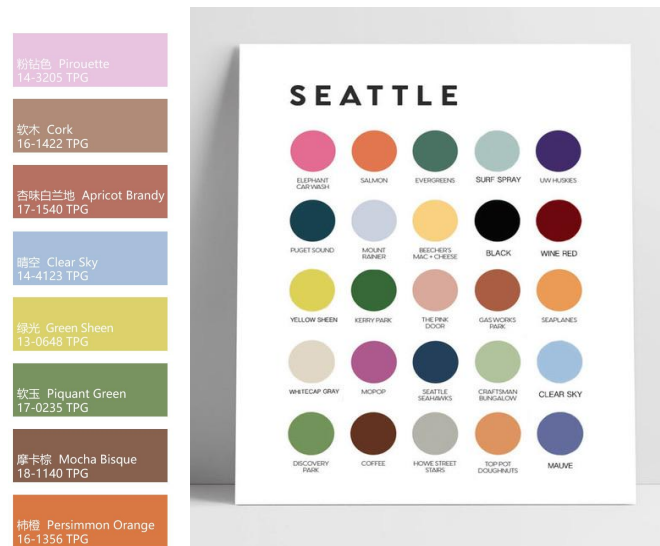 粉钻色 Pirouette
14-3205 TPG
软木 Cork
16-1422 TPG
杏味白兰地 Apricot Brandy
17-1540 TPG
晴空 Clear Sky
14-4123 TPG
绿光 Green Sheen
13-0648 TPG
软玉 Piquant Green
17-0235 TPG
摩卡棕 Mocha Bisque
18-1140 TPG
柿橙 Persimmon Orange
16-1356 TPG
SEATTLE
ELEPHANT
CAR WASH
SALMON
EVERGREENS
SURF SPRAY
UW HUSKIES
PUGET SOUND
MOUNT
RAINIER
BEECHER'S
MAC + CHEESE
BLACK
WINE RED
YELLOW SHEEN
KERRY PARK
THE PINK
DOOR
GAS WORKS
PARK
SEAPLANES
WHITECAP GRAY
MOPOP
SEATTLE
SEAHAWKS
CRAFTSMAN
BUNGALOW
CLEAR SKY
DISCOVERY
PARK
COFFEE
HOWE STREET
STAIRS
TOP POT
DOUGHNUTS
MAUVE